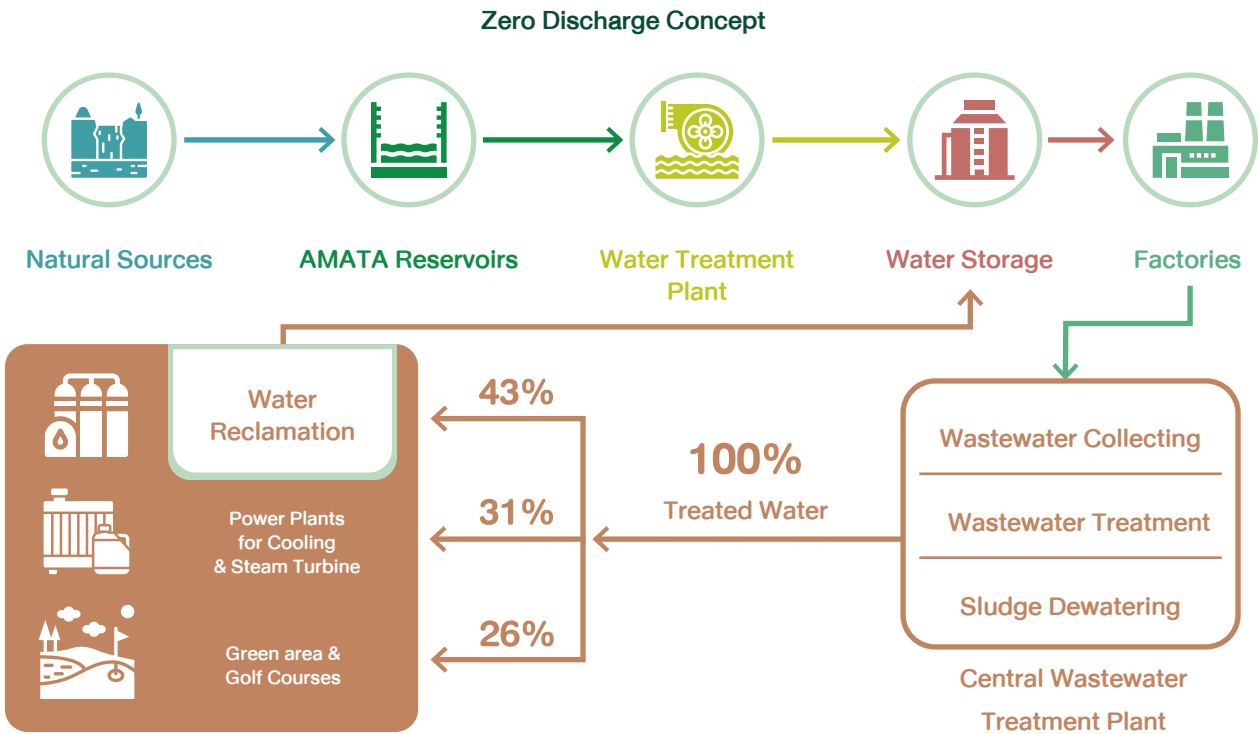 Zero Discharge Concept
Natural Sources
AMATA Reservoirs
Water Treatment
Plant
Water Storage
Factories
Water
Reclamation
Power Plants
for Cooling
& Steam Turbine
Green area &
Golf Courses
43%
31%
26%
100%
Treated Water
Wastewater Collecting
Wastewater Treatment
Sludge Dewatering
Central Wastewater
Treatment Plant